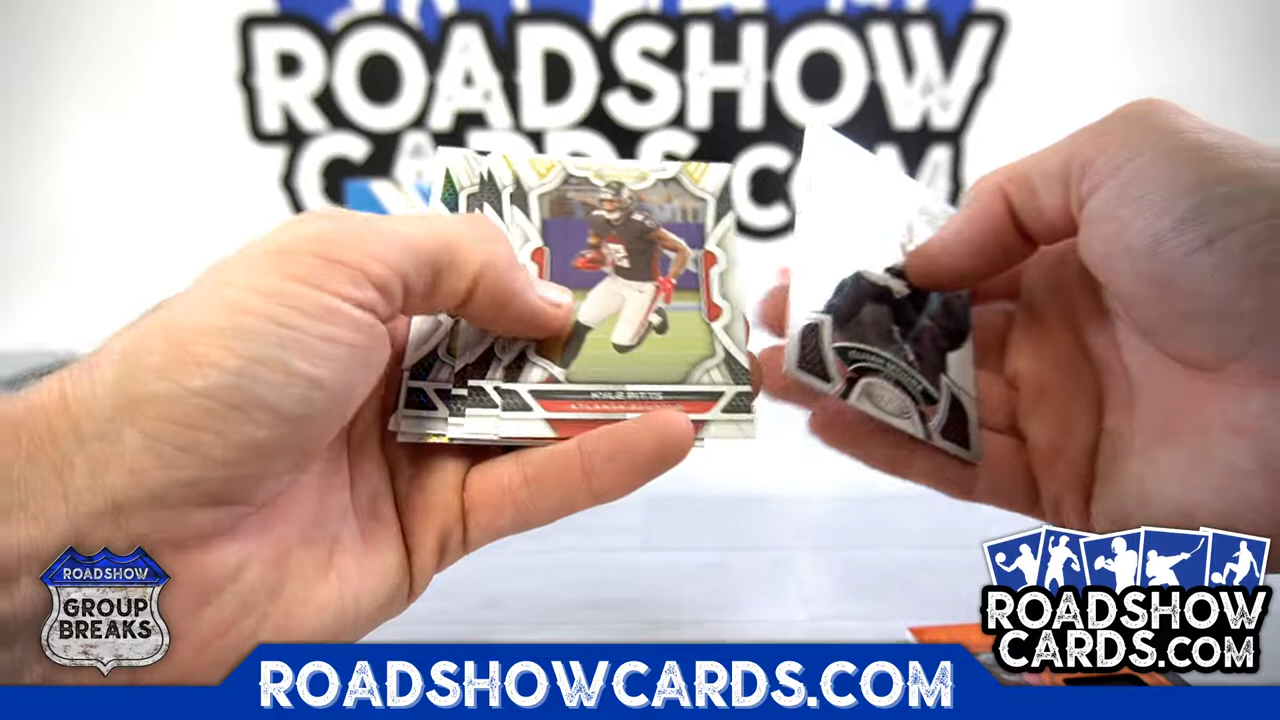 ROADSHOW
CARDS.COM
KYLE PITTS
ROADSHOW
GROUP
BREAKS
ROADSHOW
CARDS.COM
ROADSHOWCARDS.COM